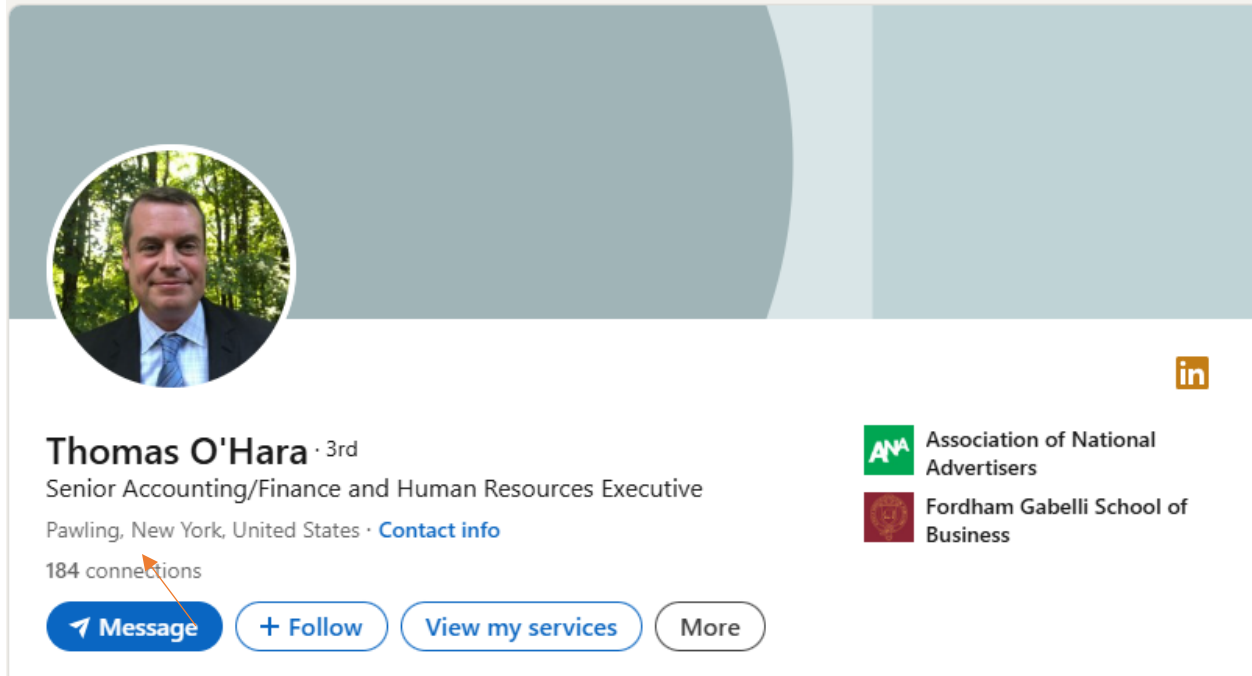 in
Thomas O'Hara · 3rd
Senior Accounting/Finance and Human Resources Executive
Pawling, New York, United States · Contact info
184 connections
Message
+ Follow
View my services
More
ANA
Association of National
Advertisers
Fordham Gabelli School of
Business